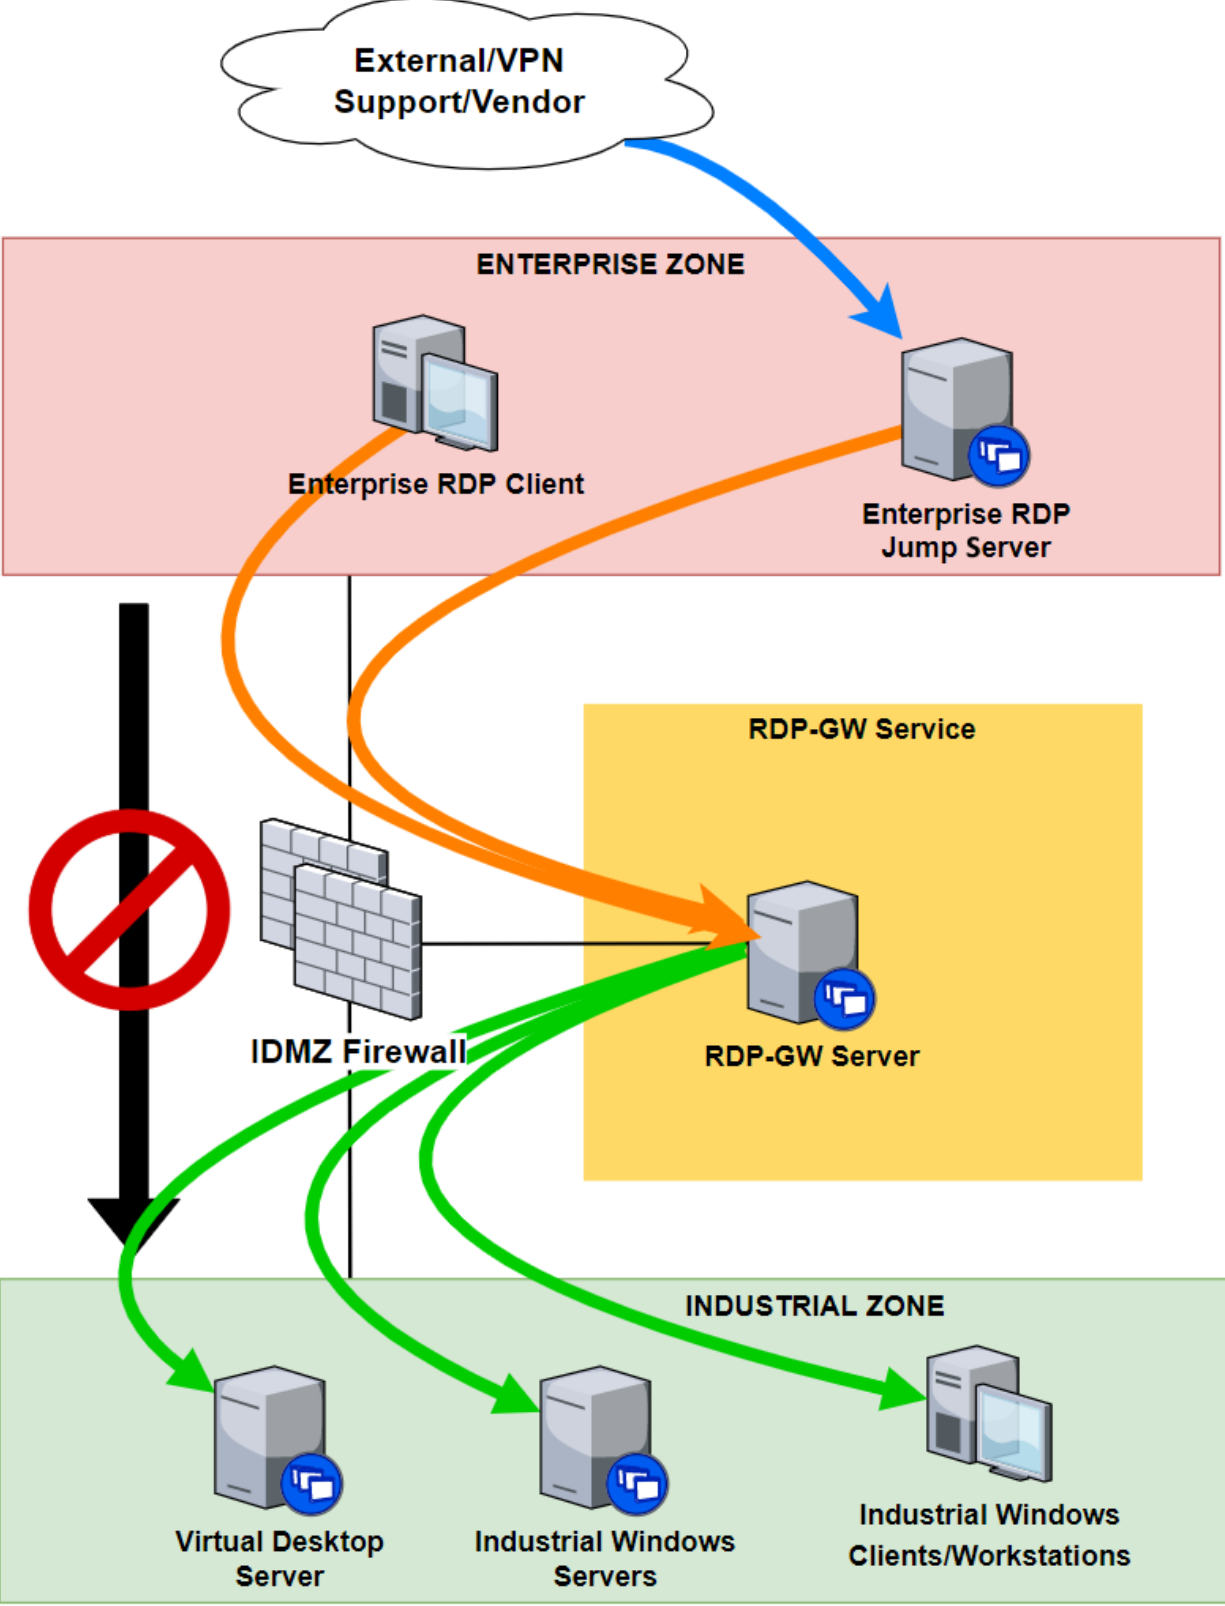 External/VPN
Support/Vendor
ENTERPRISE ZONE
Enterprise RDP Client
Enterprise RDP
Jump Server
RDP-GW Service
IDMZ Firewall
RDP-GW Server
INDUSTRIAL ZONE
Virtual Desktop
Server
Industrial Windows
Servers
Industrial Windows
Clients/Workstations